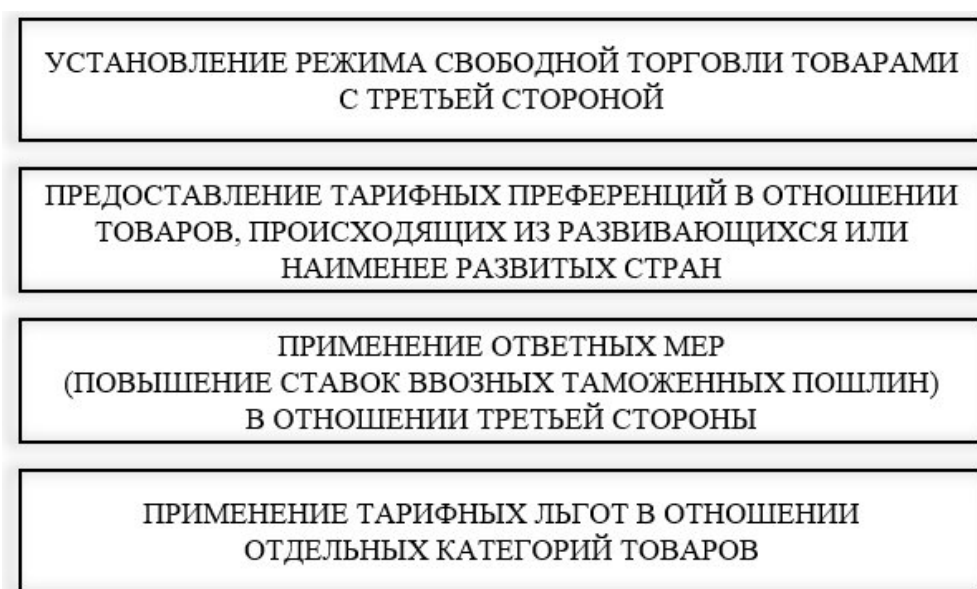 УСТАНОВЛЕНИЕ РЕЖИМА СВОБОДНОЙ ТОРГОВЛИ ТОВАРАМИ
С ТРЕТЬЕЙ СТОРОНОЙ
ПРЕДОСТАВЛЕНИЕ ТАРИФНЫХ ПРЕФЕРЕНЦИЙ В ОТНОШЕНИИ
ТОВАРОВ, ПРОИСХОДЯЩИХ ИЗ РАЗВИВАЮЩИХСЯ ИЛИ
НАИМЕНЕЕ РАЗВИТЫХ СТРАН
ПРИМЕНЕНИЕ ОТВЕТНЫХ МЕР
(ПОВЫШЕНИЕ СТАВОК ВВОЗНЫХ ТАМОЖЕННЫХ ПОШЛИН)
В ОТНОШЕНИИ ТРЕТЬЕЙ СТОРОНЫ
ПРИМЕНЕНИЕ ТАРИФНЫХ ЛЬГОТ В ОТНОШЕНИИ
ОТДЕЛЬНЫХ КАТЕГОРИЙ ТОВАРОВ